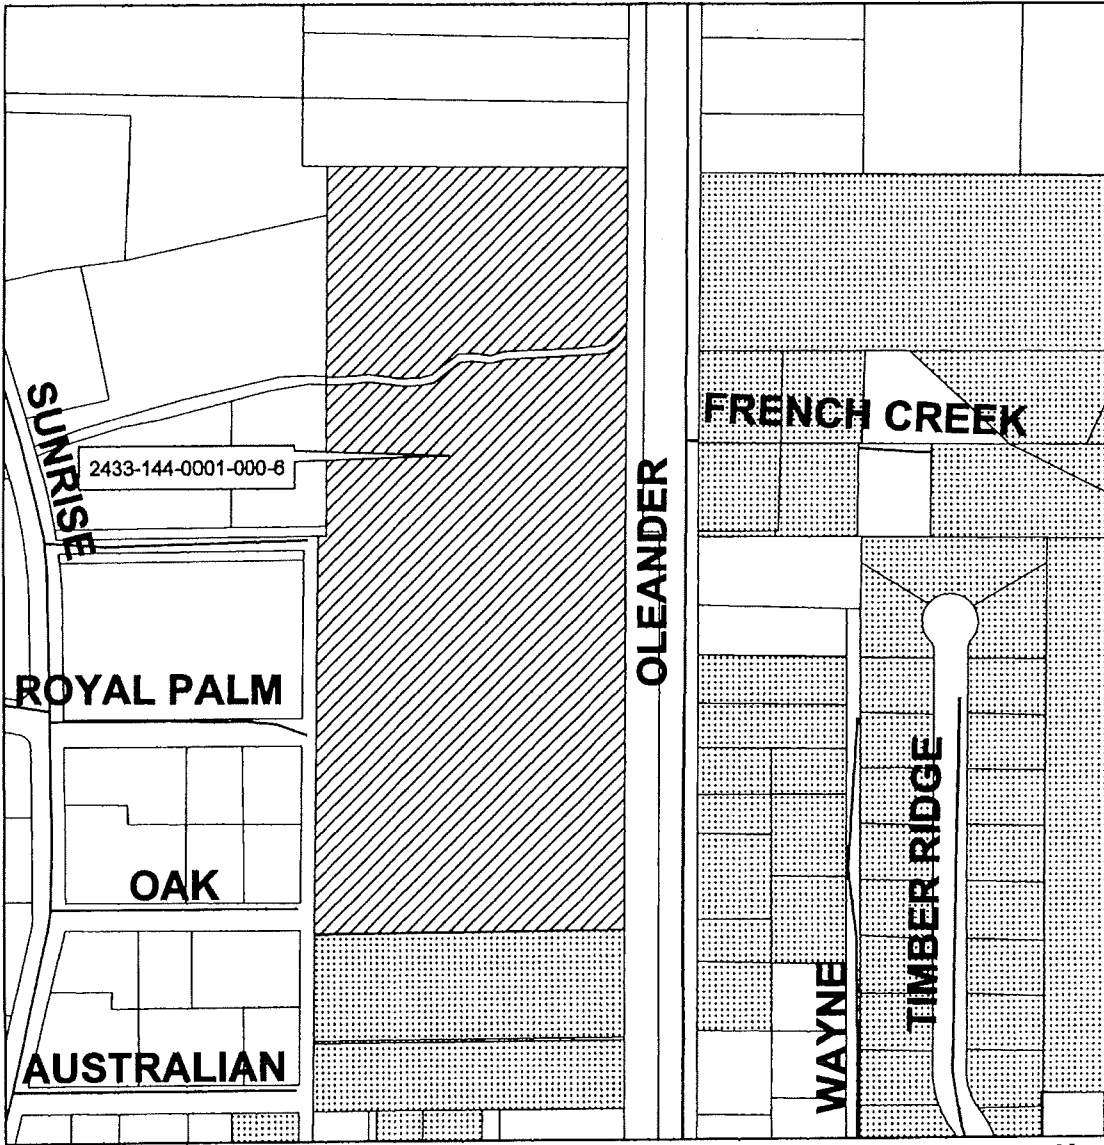 SUNRISE
2433-144-0001-000-6
FRENCH CREEK
OLEANDER
ROYAL PALM
OAK
TIMBER RIDGE
WAYNE
AUSTRALIAN